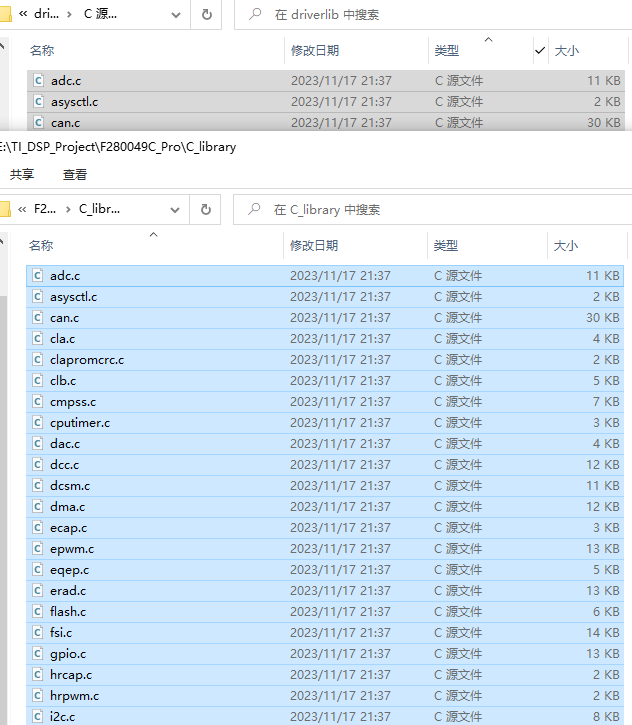 « dri... › C 源... 在 driverlib 中搜索
名称 修改日期 类型 大小
adc.c 2023/11/17 21:37 C 源文件 11 KB
asysctl.c 2023/11/17 21:37 C 源文件 2 KB
can.c 2023/11/17 21:37 C 源文件 30 KB
E:\TI_DSP_Project\F280049C_Pro\C_library
共享 查看
« F2... › C_libr... 在 C_library 中搜索
名称 修改日期 类型 大小
adc.c 2023/11/17 21:37 C 源文件 11 KB
asysctl.c 2023/11/17 21:37 C 源文件 2 KB
can.c 2023/11/17 21:37 C 源文件 30 KB
cla.c 2023/11/17 21:37 C 源文件 4 KB
clapromcrc.c 2023/11/17 21:37 C 源文件 2 KB
clb.c 2023/11/17 21:37 C 源文件 5 KB
cmpss.c 2023/11/17 21:37 C 源文件 7 KB
cputimer.c 2023/11/17 21:37 C 源文件 3 KB
dac.c 2023/11/17 21:37 C 源文件 4 KB
dcc.c 2023/11/17 21:37 C 源文件 12 KB
dcsm.c 2023/11/17 21:37 C 源文件 11 KB
dma.c 2023/11/17 21:37 C 源文件 12 KB
ecap.c 2023/11/17 21:37 C 源文件 3 KB
epwm.c 2023/11/17 21:37 C 源文件 13 KB
eqep.c 2023/11/17 21:37 C 源文件 5 KB
erad.c 2023/11/17 21:37 C 源文件 13 KB
flash.c 2023/11/17 21:37 C 源文件 6 KB
fsi.c 2023/11/17 21:37 C 源文件 14 KB
gpio.c 2023/11/17 21:37 C 源文件 13 KB
hrcap.c 2023/11/17 21:37 C 源文件 2 KB
hrpwm.c 2023/11/17 21:37 C 源文件 2 KB
i2c.c 2023/11/17 21:37 C 源文件 8 KB